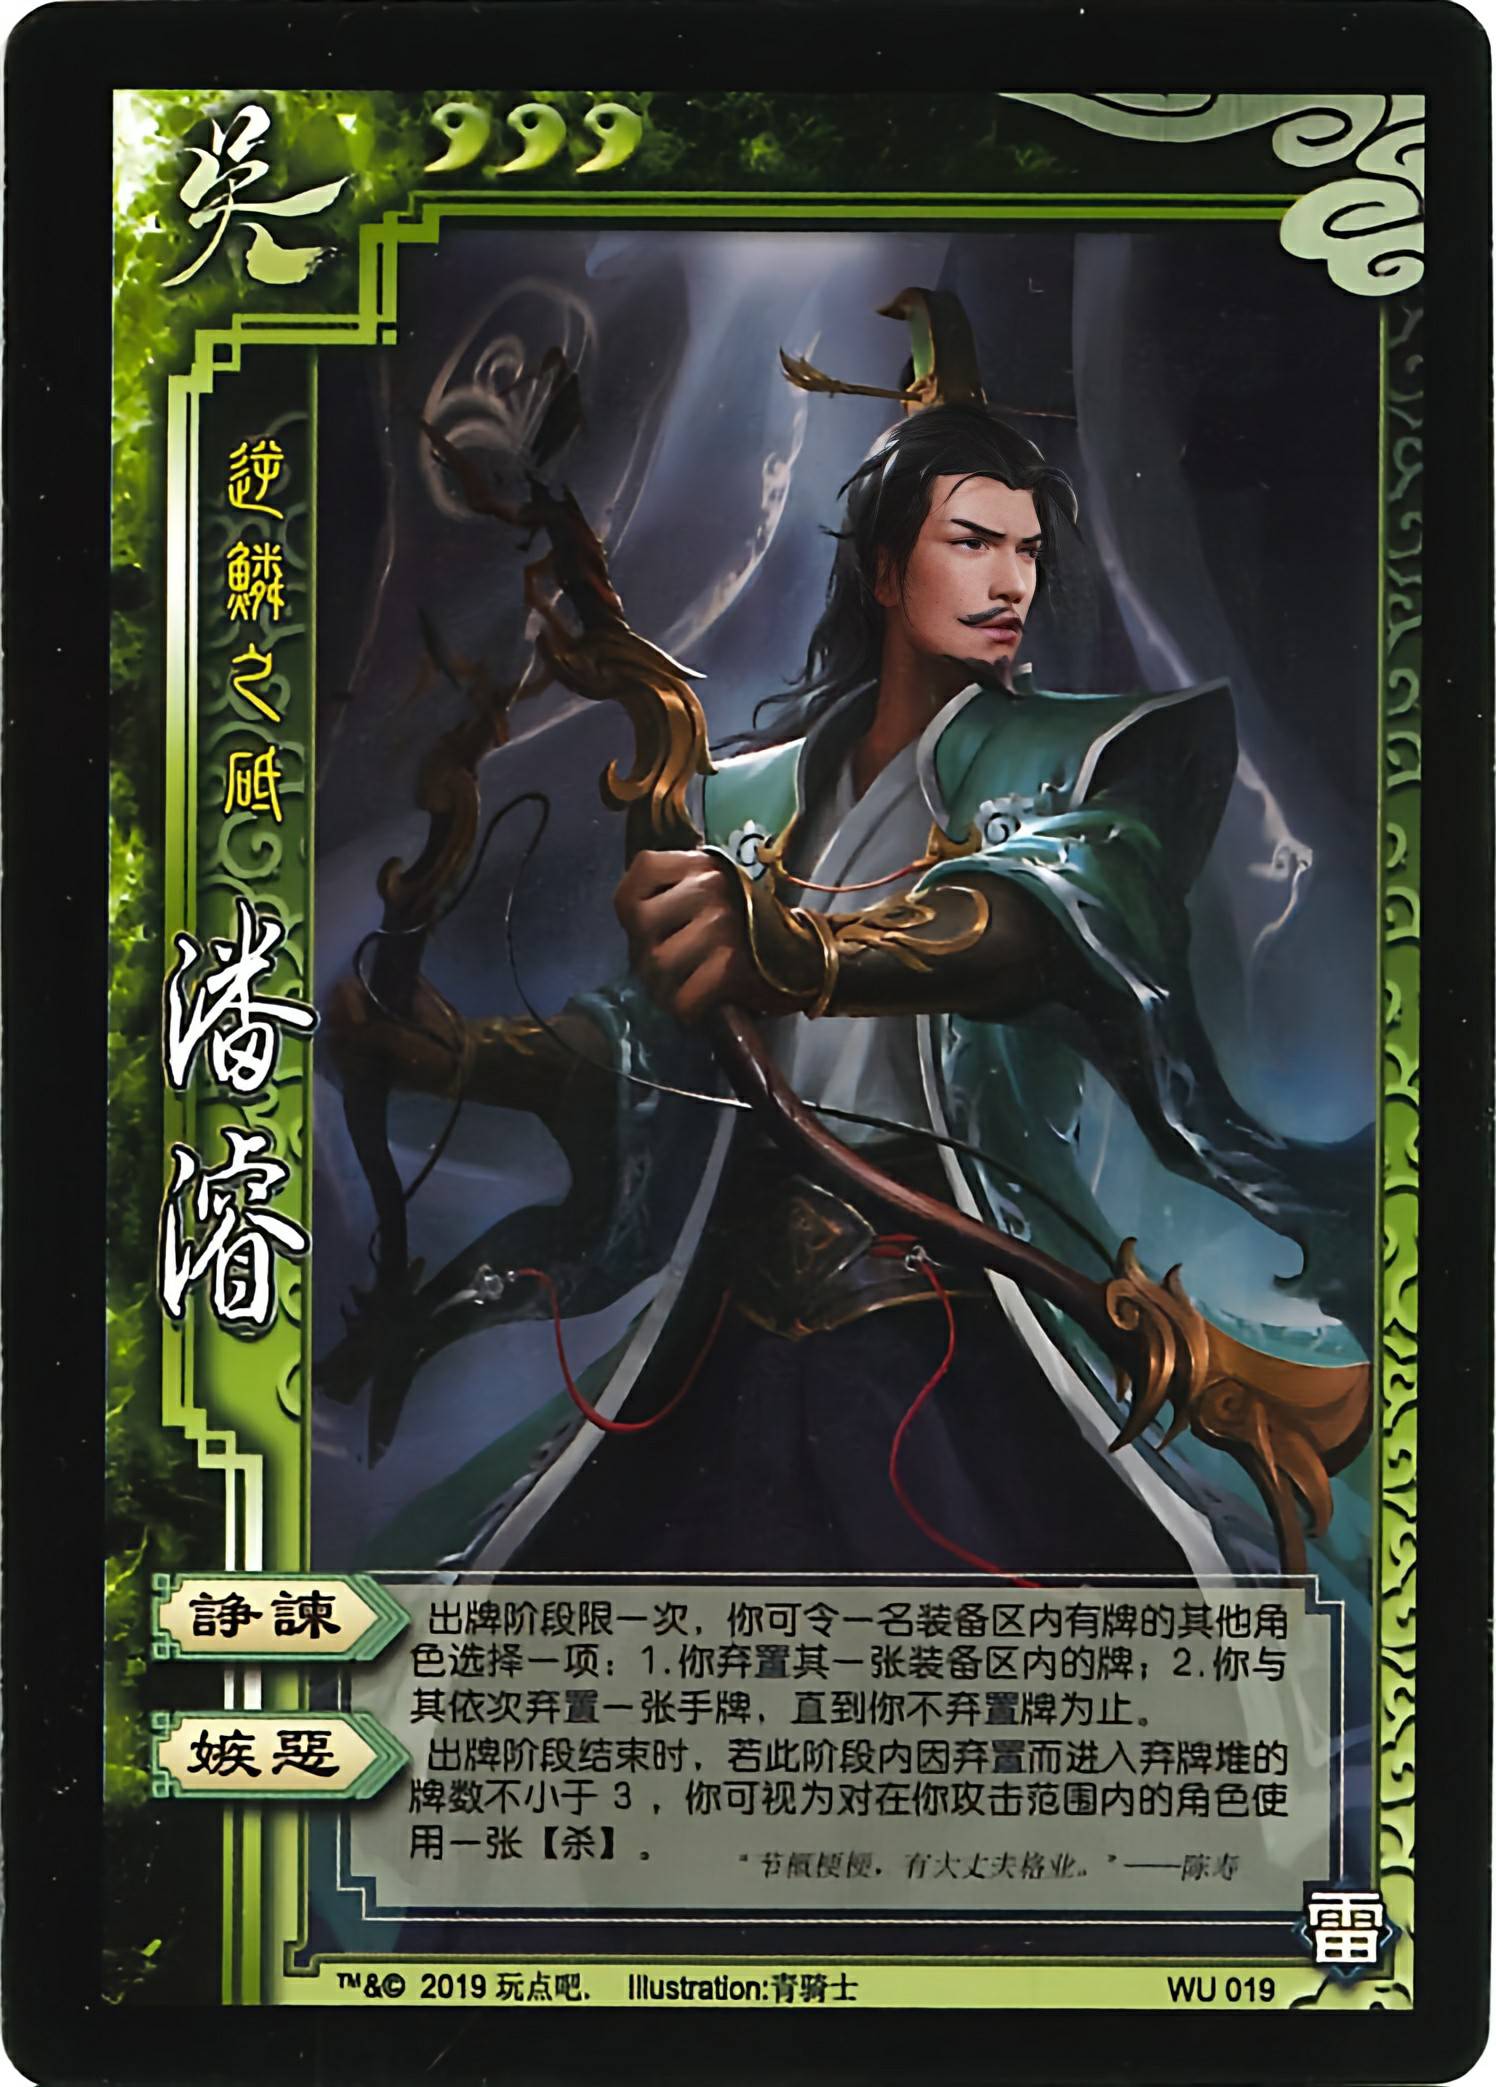 吴
逆鳞之砥
潘濬
諍諫
出牌阶段限一次，你可令一名装备区内有牌的其他角
色选择一项：1.你弃置其一张装备区内的牌；2.你与
其依次弃置一张手牌，直到你不弃置牌为止。
嫉惡
出牌阶段结束时，若此阶段内因弃置而进入弃牌堆的
牌数不小于 3 ，你可视为对在你攻击范围内的角色使
用一张【杀】。
“节概梗梗，有大丈夫格业。”——陈寿
雷
™&© 2019 玩点吧. Illustration:青骑士
WU 019